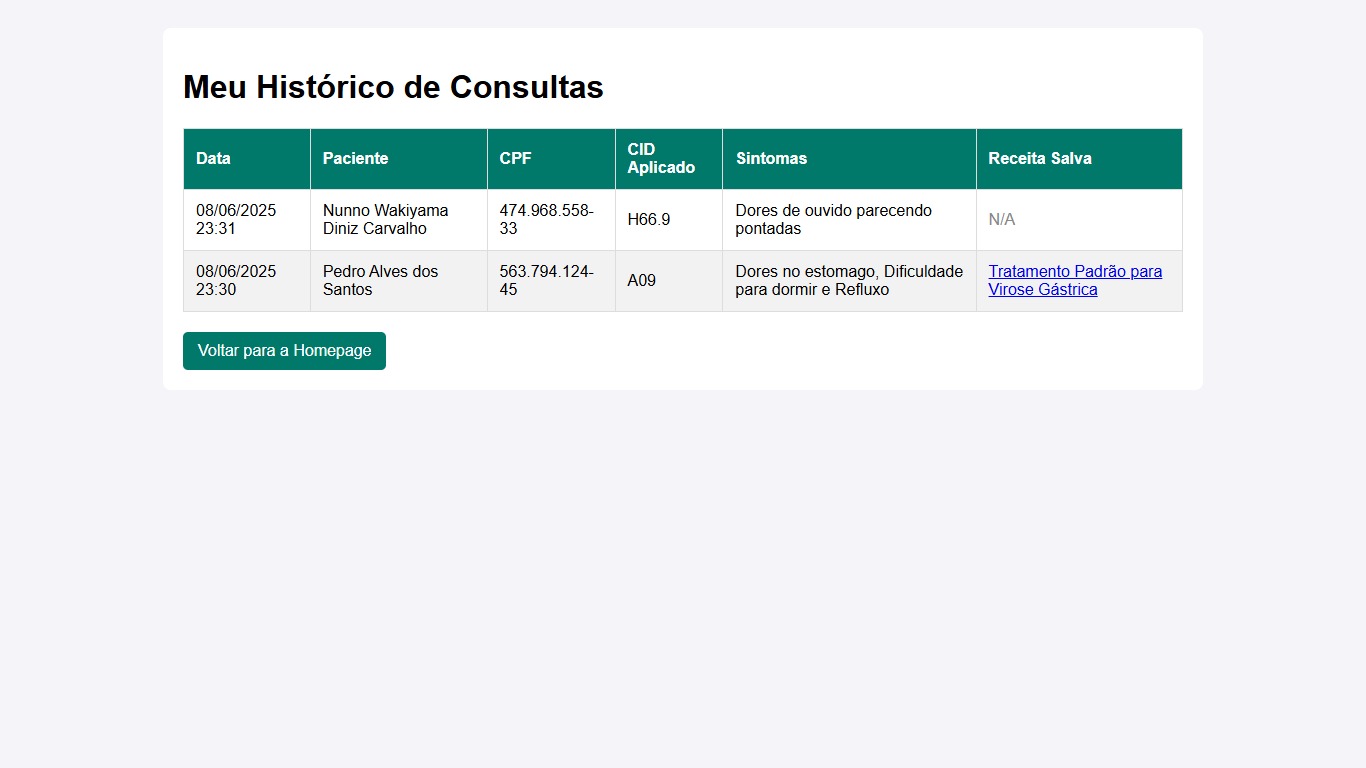 Meu Histórico de Consultas
Data Paciente CPF CID Aplicado Sintomas Receita Salva
08/06/2025 Nunno Wakiyama 474.968.558- H66.9 Dores de ouvido parecendo N/A
23:31 Diniz Carvalho 33 pontadas
08/06/2025 Pedro Alves dos 563.794.124- A09 Dores no estomago, Dificuldade Tratamento Padrão para
23:30 Santos 45 para dormir e Refluxo Virose Gástrica
Voltar para a Homepage